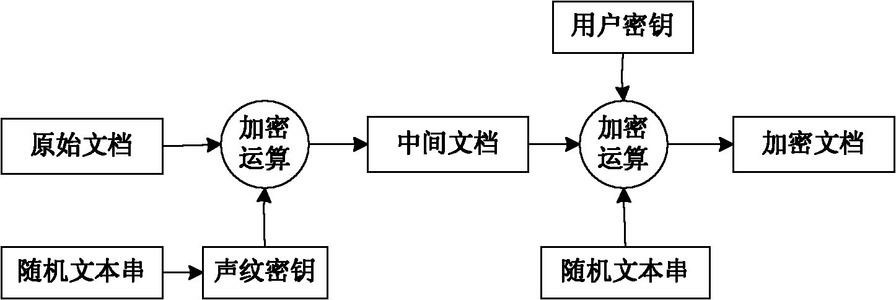 用户密钥
原始文档
加密
运算
中间文档
加密
运算
加密文档
随机文本串
声纹密钥
随机文本串